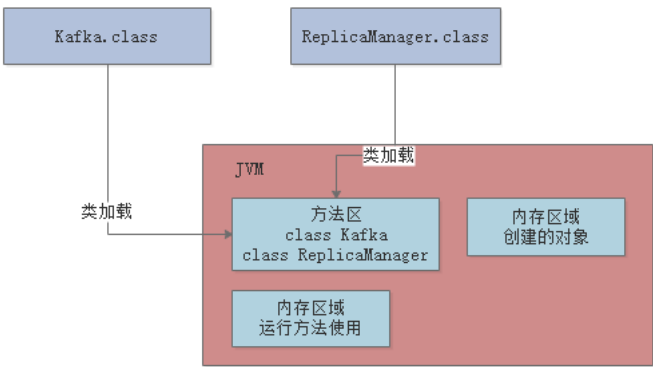 Kafka.class
ReplicaManager.class
类加载
JVM
类加载
方法区
class Kafka
class ReplicaManager
内存区域
创建的对象
内存区域
运行方法使用